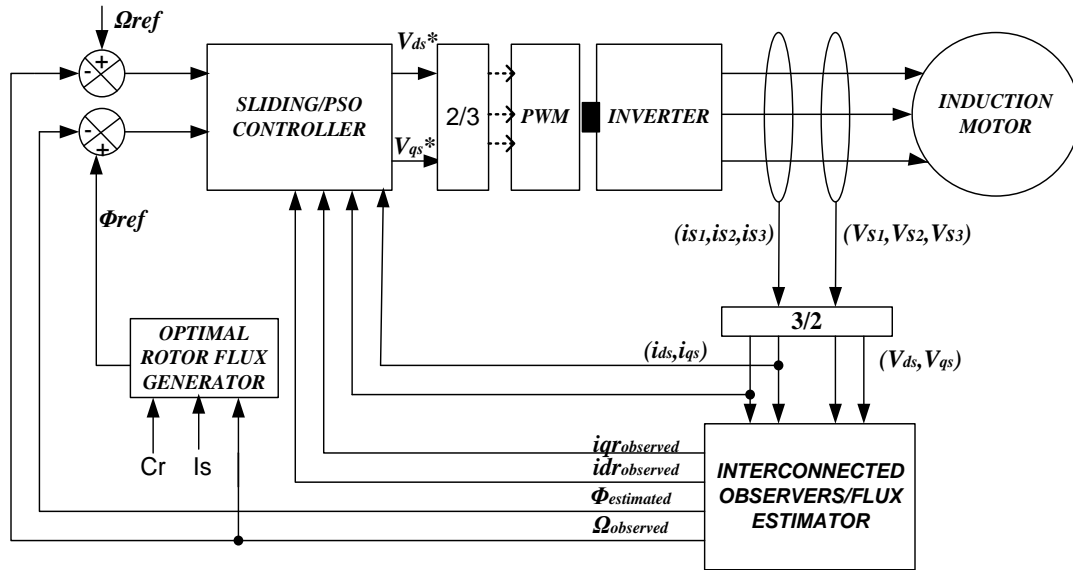 Ωref
+
-
-
+
Φref
SLIDING/PSO
CONTROLLER
Vds*
Vqs*
2/3
PWM
INVERTER
INDUCTION
MOTOR
(is1,is2,is3)
(Vs1,Vs2,Vs3)
3/2
(ids,iqs)
(Vds,Vqs)
OPTIMAL
ROTOR FLUX
GENERATOR
Cr
Is
iqrobserved
idrobserved
Φestimated
Ωobserved
INTERCONNECTED
OBSERVERS/FLUX
ESTIMATOR